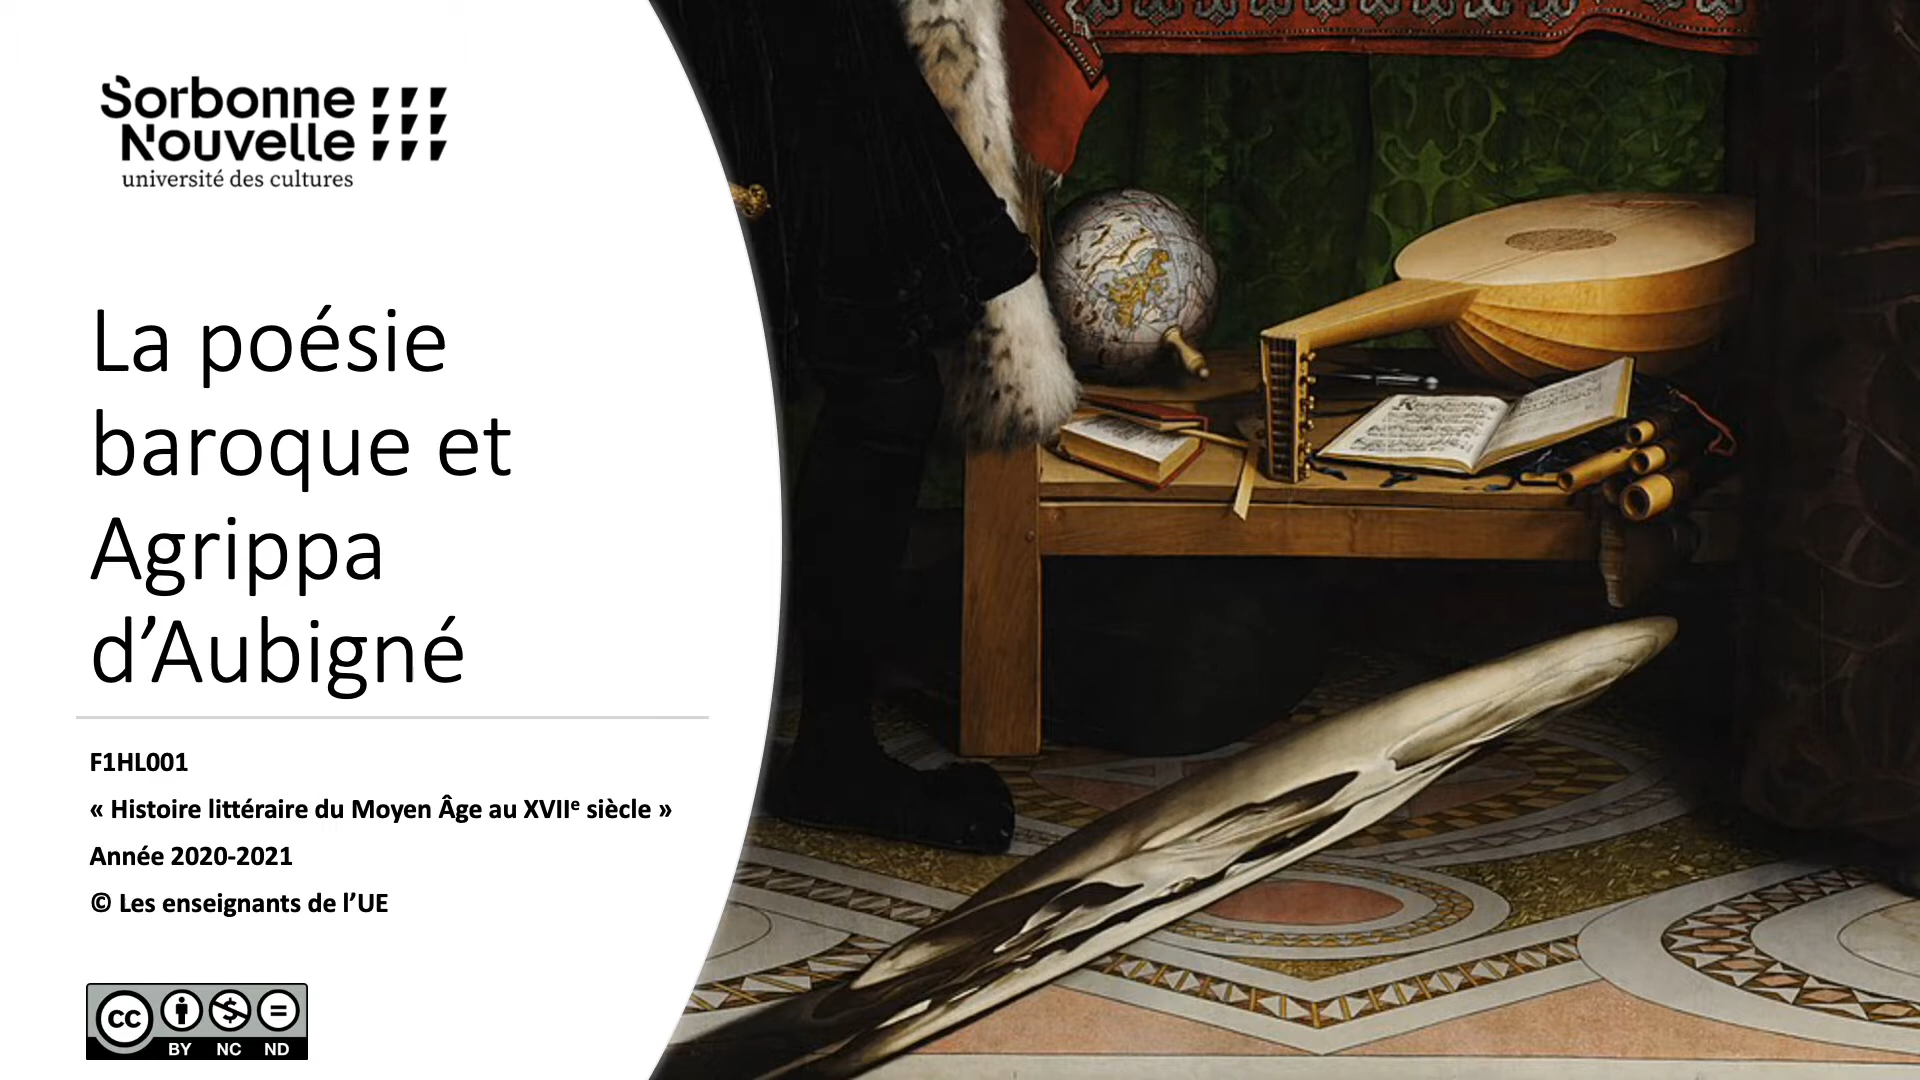 Sorbonne
Nouvelle
université des cultures
La poésie
baroque et
Agrippa
d’Aubigné
F1HL001
« Histoire littéraire du Moyen Âge au XVIIᵉ siècle »
Année 2020-2021
© Les enseignants de l’UE
CC
BY NC ND